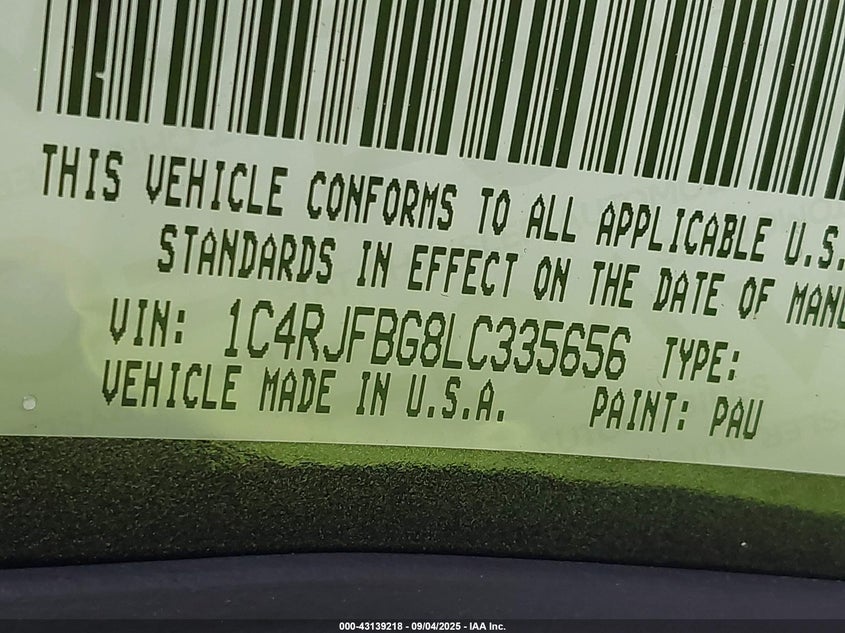 THIS VEHICLE CONFORMS TO ALL APPLICABLE U.S.
STANDARDS IN EFFECT ON THE DATE OF MANU
VIN: 1C4RJFBG8LC335656 TYPE:
VEHICLE MADE IN U.S.A. PAINT: PAU
000-43139218 - 09/04/2025 - IAA Inc.